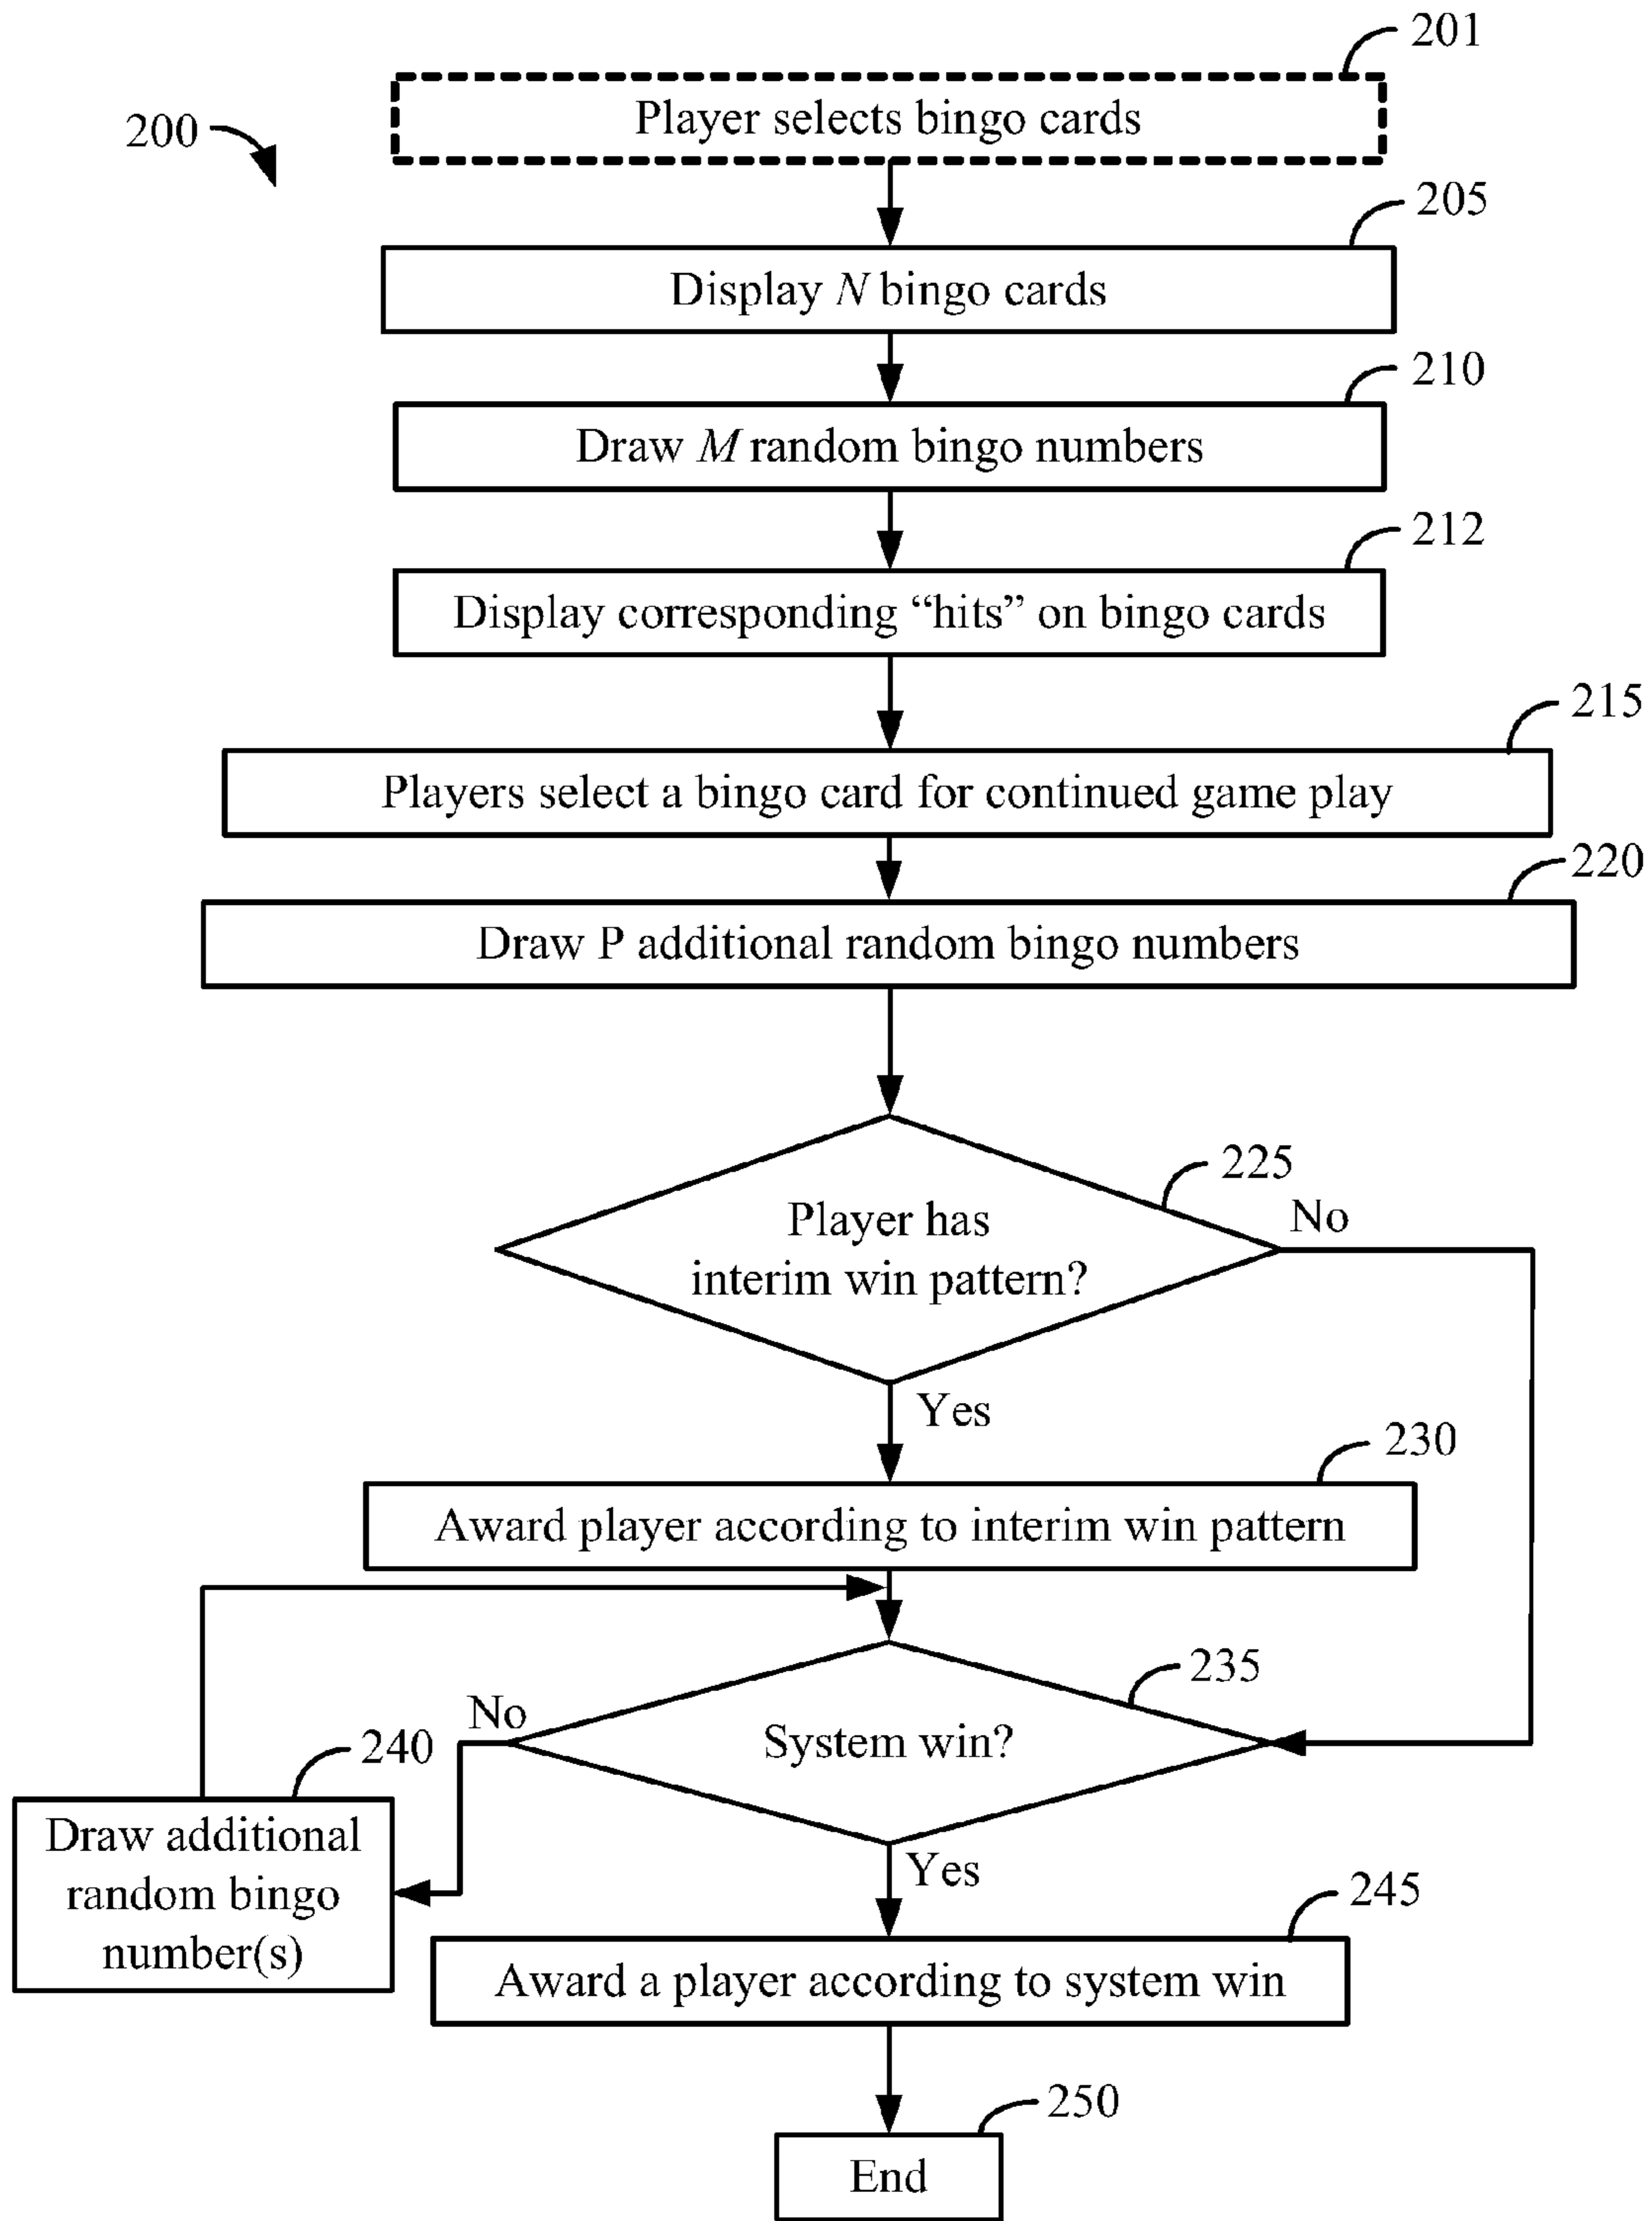 201
200
Player selects bingo cards
205
Display N bingo cards
210
Draw M random bingo numbers
212
Display corresponding “hits” on bingo cards
215
Players select a bingo card for continued game play
220
Draw P additional random bingo numbers
225
Player has
interim win pattern?
No
Yes
230
Award player according to interim win pattern
235
System win?
No
240
Draw additional
random bingo
number(s)
Yes
245
Award a player according to system win
250
End